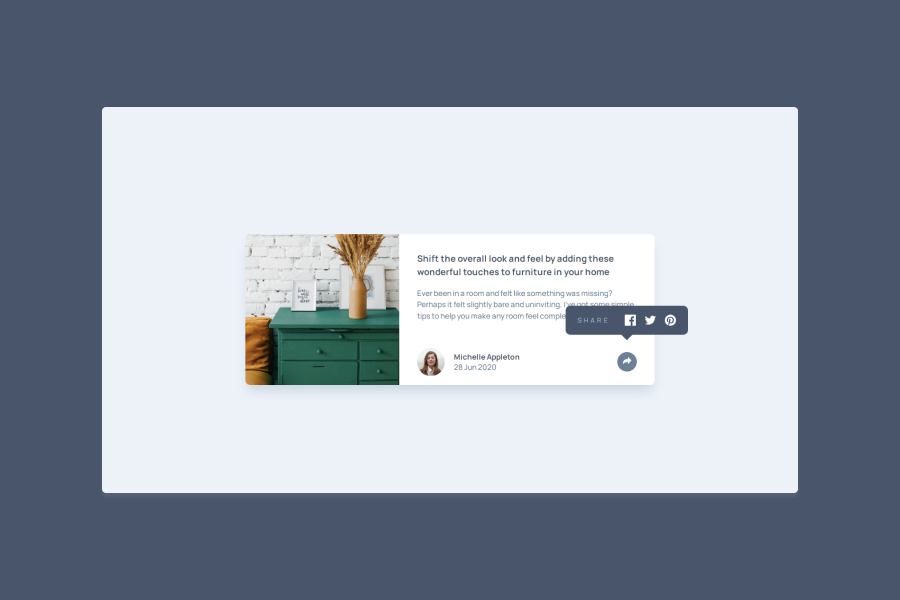 Shift the overall look and feel by adding these
wonderful touches to furniture in your home
Ever been in a room and felt like something was missing?
Perhaps it felt slightly bare and uninviting. I've got some simple
tips to help you make any room feel
SHARE
Michelle Appleton
28 Jun 2020